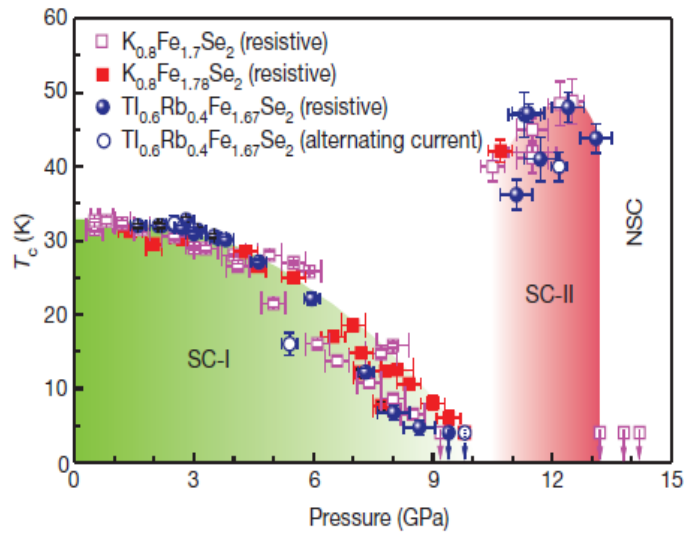 60
50
40
30
20
10
0
K0.8Fe1.7Se2 (resistive)
K0.8Fe1.78Se2 (resistive)
Tl0.6Rb0.4Fe1.67Se2 (resistive)
Tl0.6Rb0.4Fe1.67Se2 (alternating current)
Tc (K)
SC-I
SC-II
NSC
0 3 6 9 12 15
Pressure (GPa)